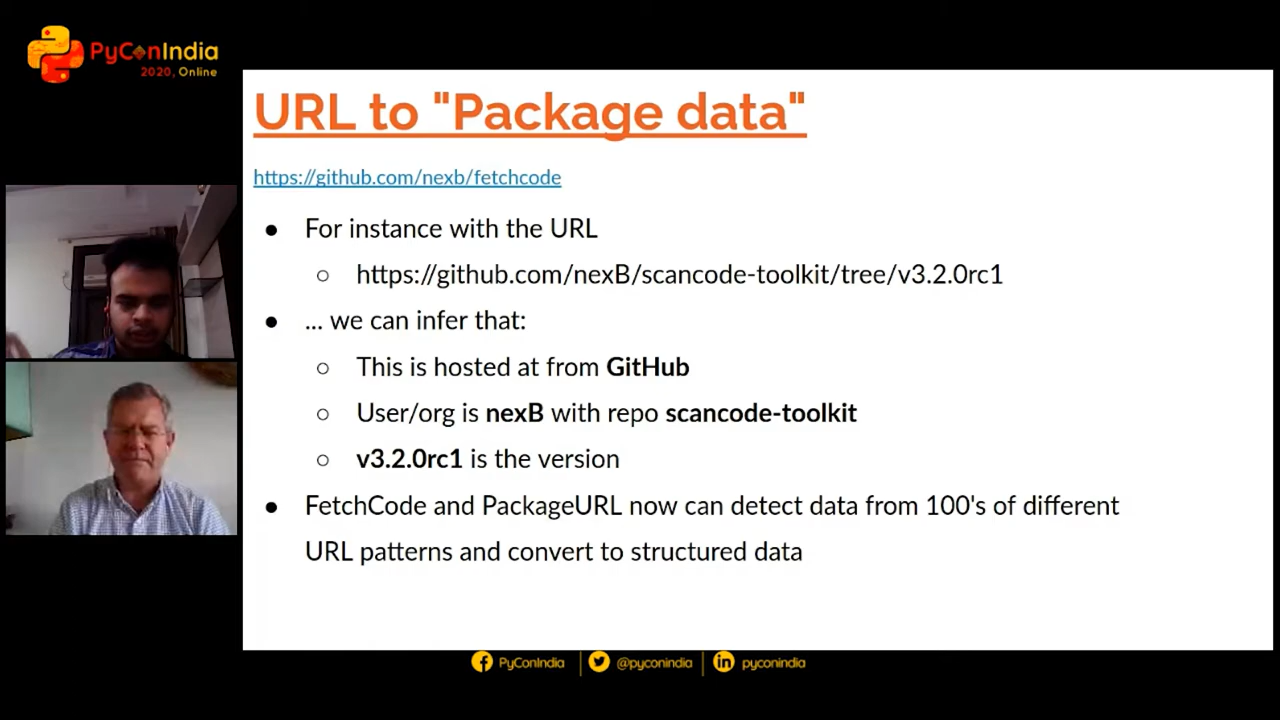 PyConIndia
2020, Online
URL to "Package data"
https://github.com/nexb/fetchcode
● For instance with the URL
○ https://github.com/nexB/scancode-toolkit/tree/v3.2.0rc1
● ... we can infer that:
○ This is hosted at from GitHub
○ User/org is nexB with repo scancode-toolkit
○ v3.2.0rc1 is the version
● FetchCode and PackageURL now can detect data from 100's of different
URL patterns and convert to structured data
PyConIndia @pyconindia pyconindia